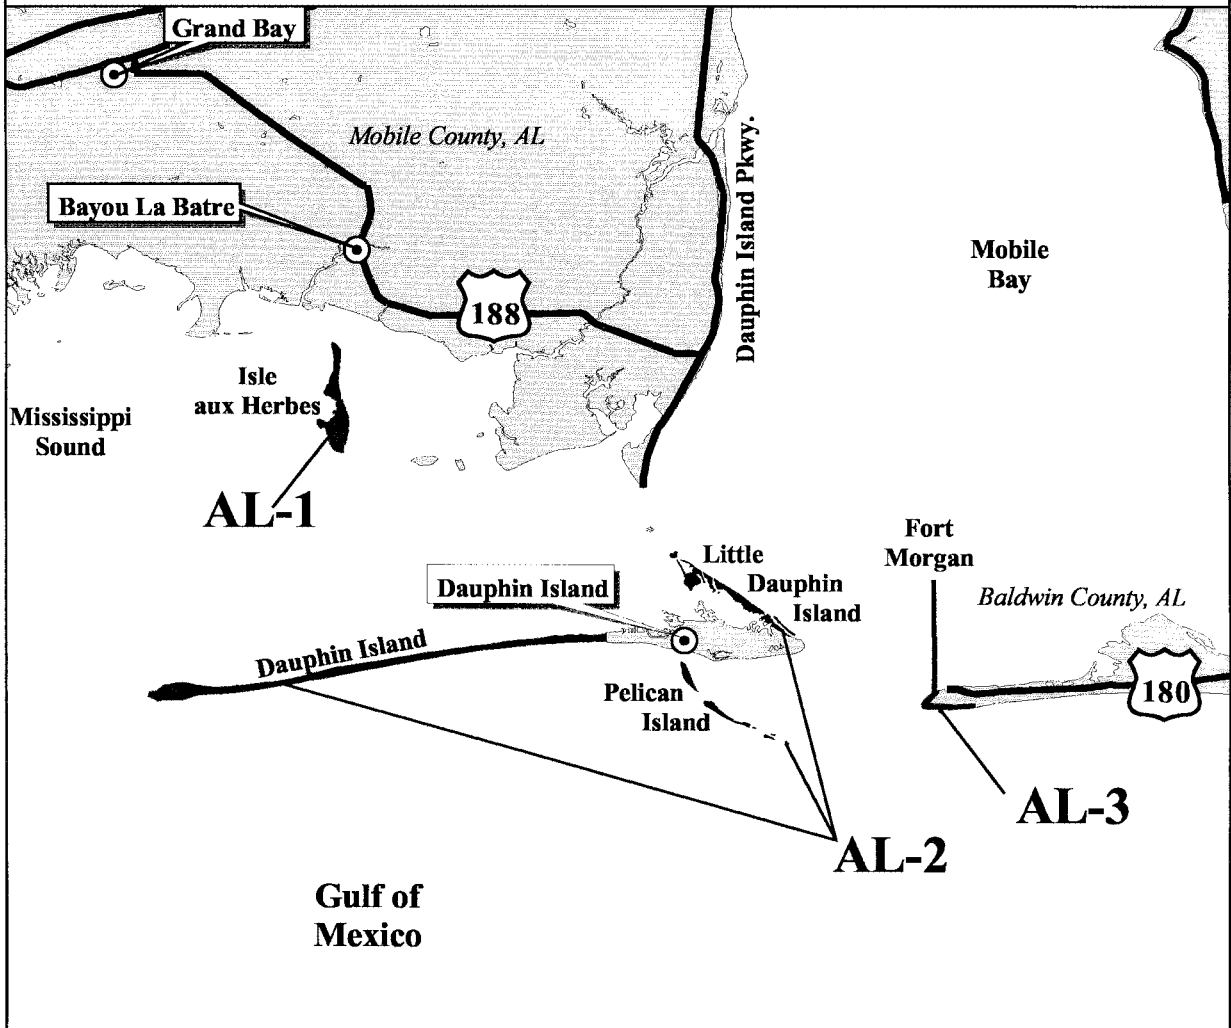 Grand Bay
Mobile County, AL
Dauphin Island Pkwy.
Bayou La Batre
Mobile
Bay
188
Isle
aux Herbes
Mississippi
Sound
AL-1
Fort
Morgan
Little
Dauphin
Island
Dauphin Island
Baldwin County, AL
Dauphin Island
Pelican
Island
180
AL-3
AL-2
Gulf of
Mexico